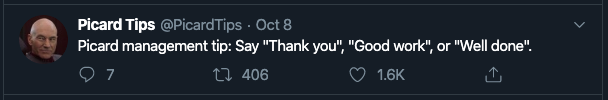 Picard Tips @PicardTips · Oct 8
Picard management tip: Say "Thank you", "Good work", or "Well done".
7 406 1.6K